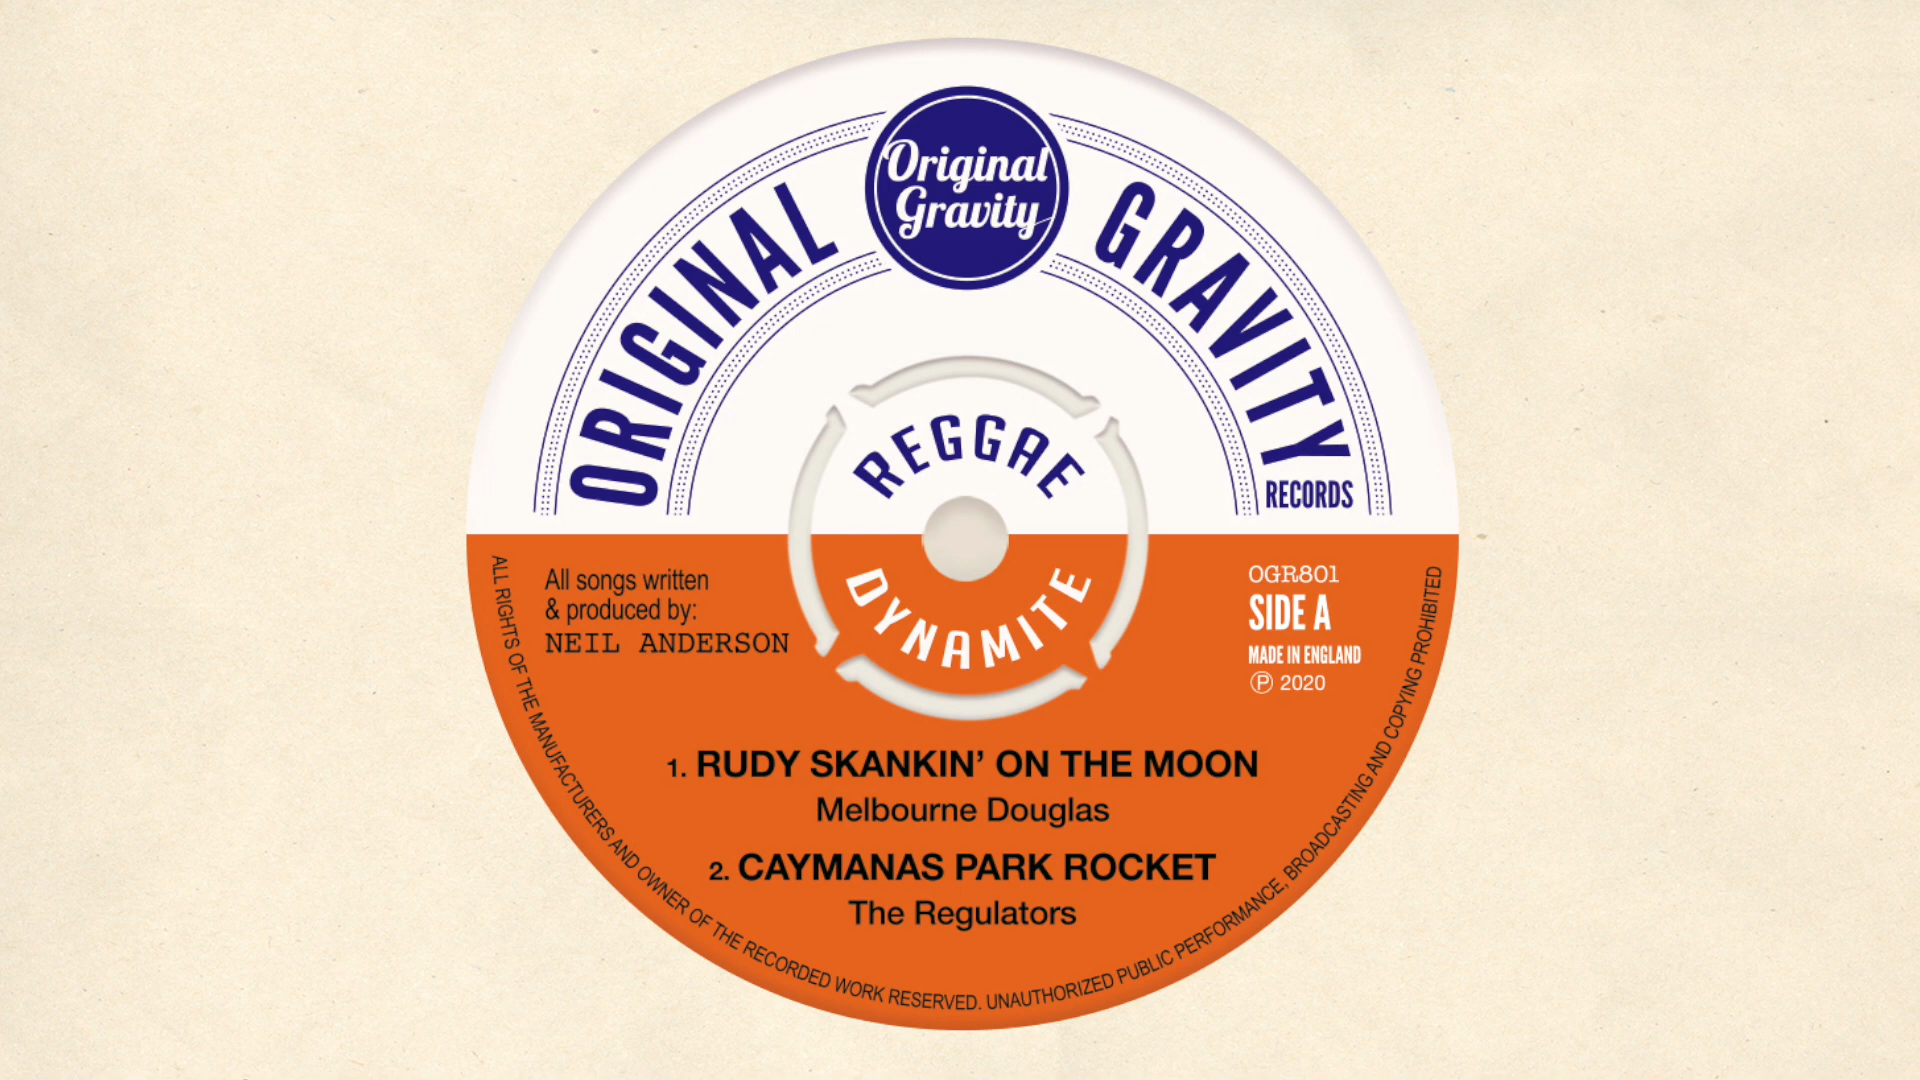 Original
Gravity
ORIGINAL GRAVITY
RECORDS
REGGAE
DYNAMITE
All songs written
& produced by:
NEIL ANDERSON
OGR801
SIDE A
MADE IN ENGLAND
Ⓟ 2020
1. RUDY SKANKIN’ ON THE MOON
Melbourne Douglas
2. CAYMANAS PARK ROCKET
The Regulators
ALL RIGHTS OF THE MANUFACTURERS AND OWNER OF THE RECORDED WORK RESERVED. UNAUTHORIZED PUBLIC PERFORMANCE, BROADCASTING AND COPYING PROHIBITED